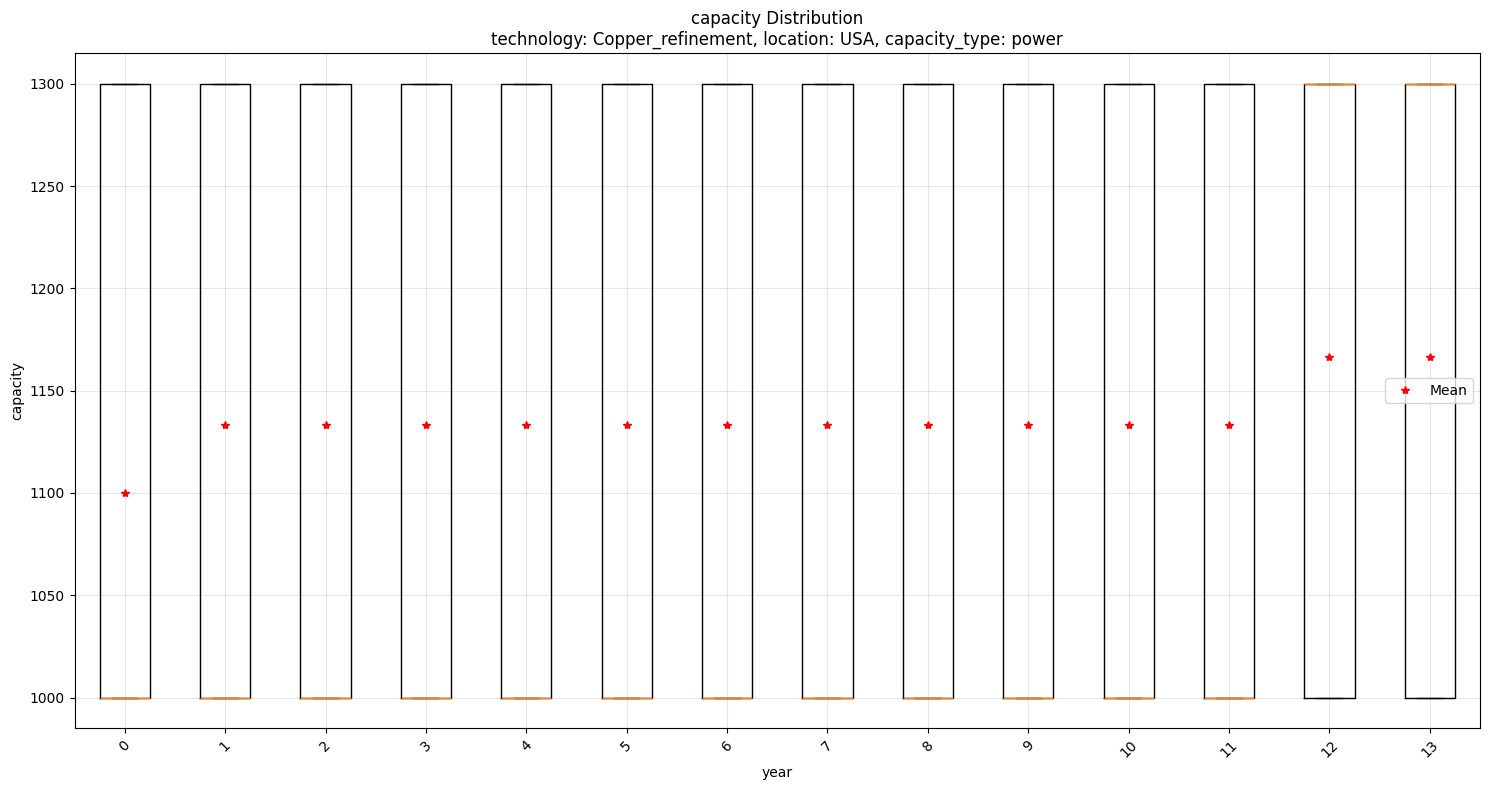 capacity Distribution
technology: Copper_refinement, location: USA, capacity_type: power
capacity
1300
1250
1200
1150
1100
1050
1000
Mean
0 1 2 3 4 5 6 7 8 9 10 11 12 13
year